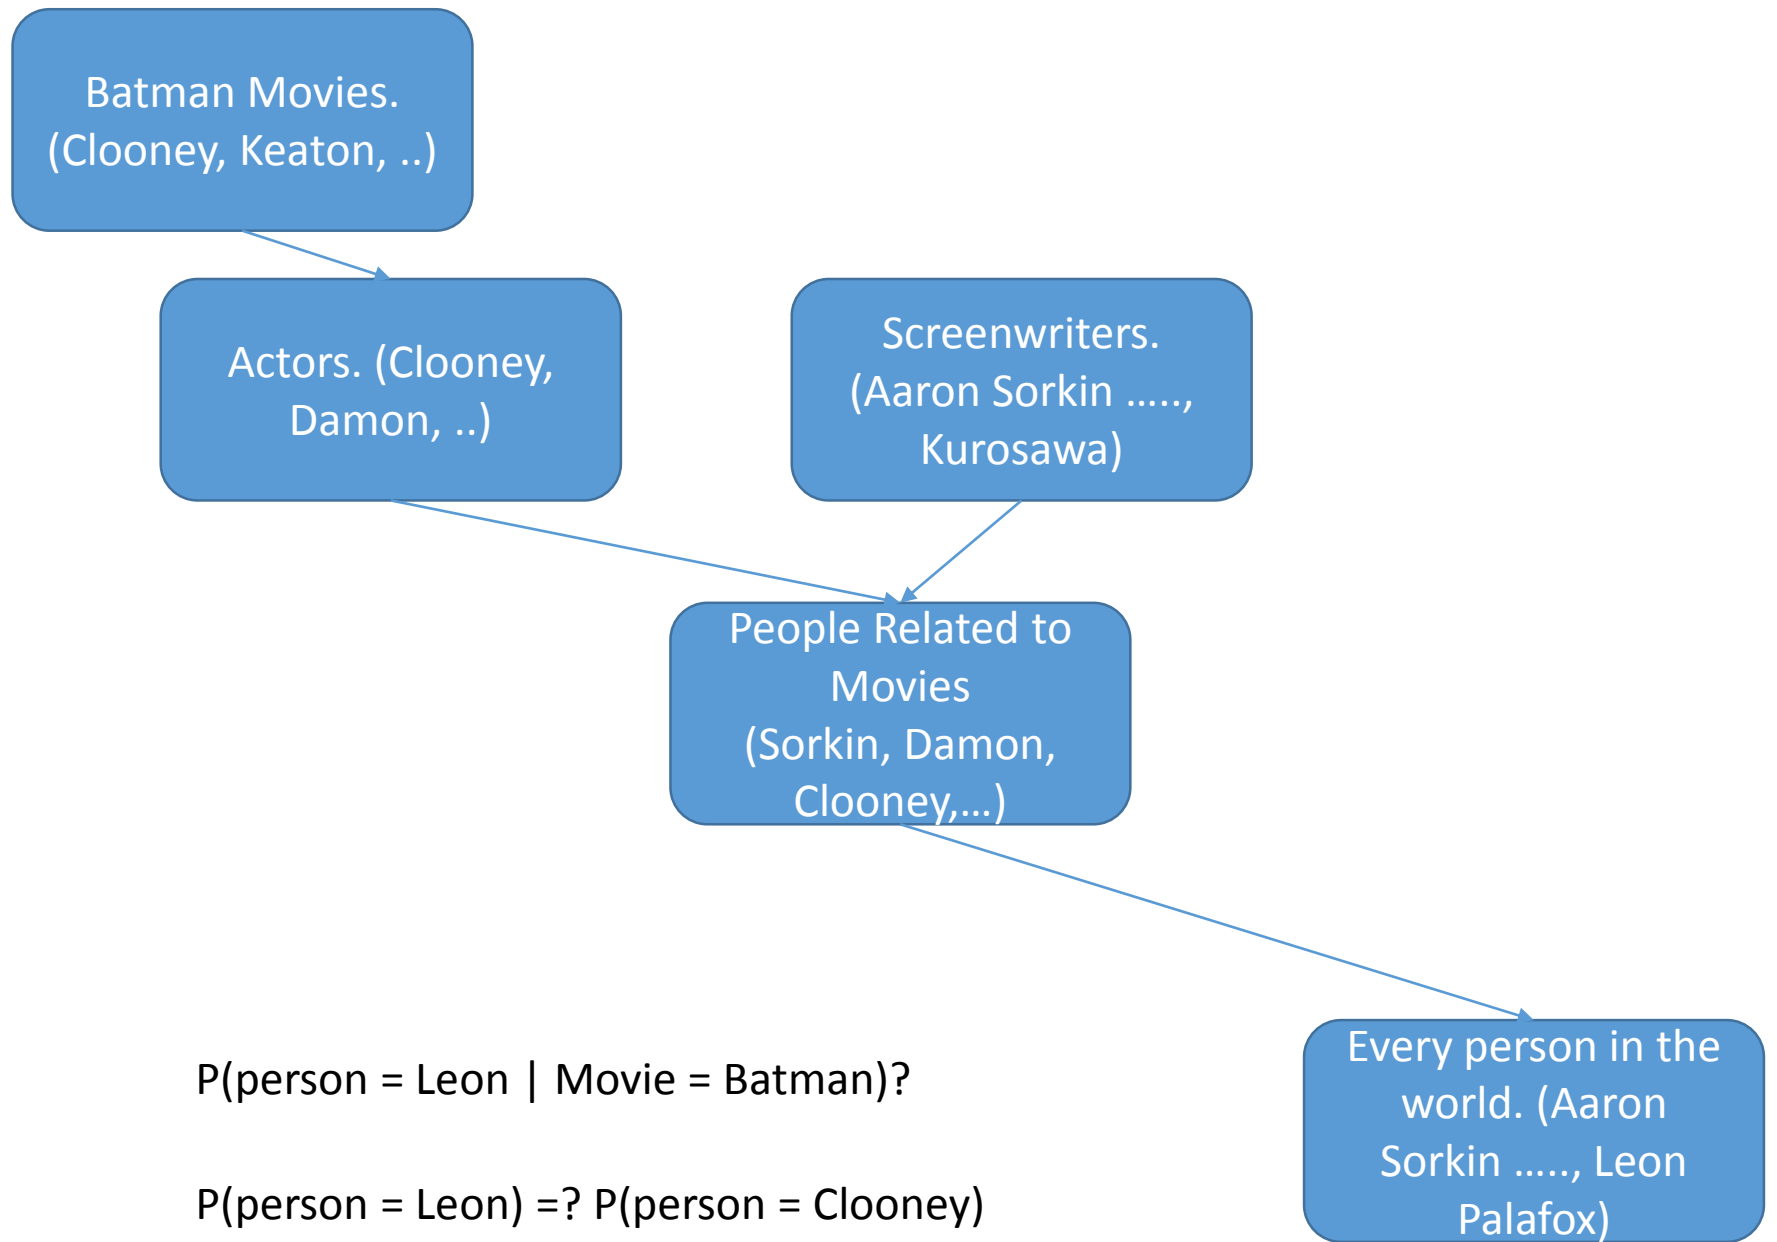 Batman Movies.
(Clooney, Keaton, ..)
Actors. (Clooney,
Damon, ..)
Screenwriters.
(Aaron Sorkin ....., 
Kurosawa)
People Related to
Movies
(Sorkin, Damon,
Clooney,...)
Every person in the
world. (Aaron
Sorkin ....., Leon
Palafox)
P(person = Leon | Movie = Batman)?
P(person = Leon) =? P(person = Clooney)